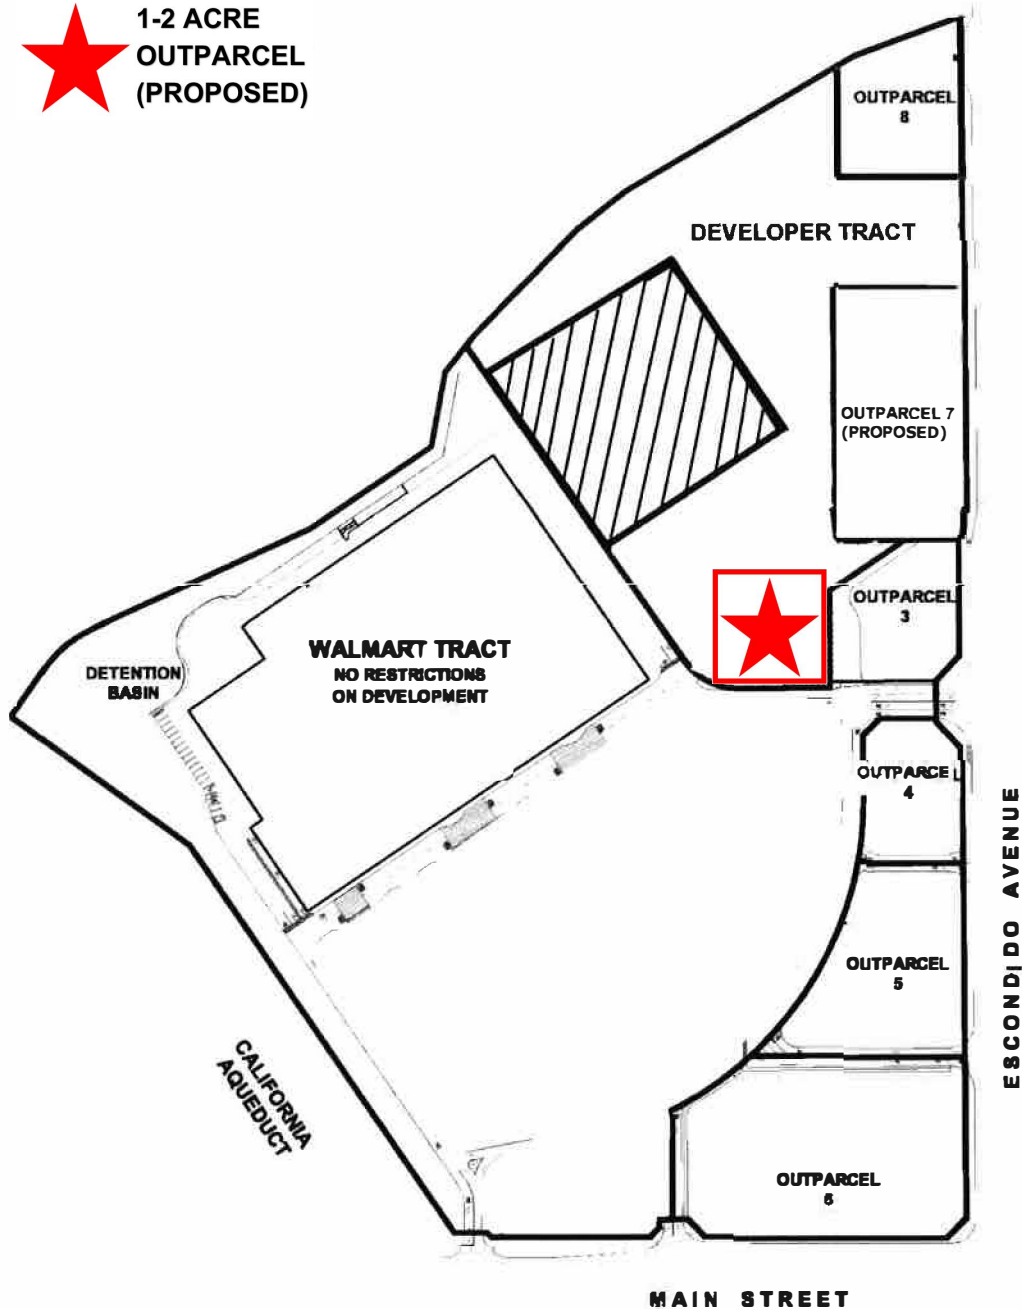 1-2 ACRE
OUTPARCEL
(PROPOSED)
OUTPARCEL
8
DEVELOPER TRACT
OUTPARCEL 7
(PROPOSED)
OUTPARCEL
3
WALMART TRACT
NO RESTRICTIONS
ON DEVELOPMENT
DETENTION
BASIN
OUTPARCEL
4
OUTPARCEL
5
ESCONDIDO AVENUE
CALIFORNIA
AQUEDUCT
OUTPARCEL
6
MAIN STREET